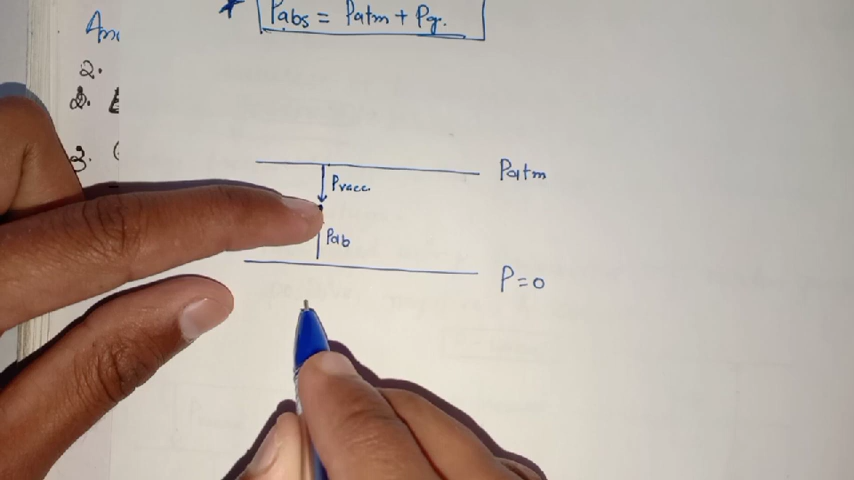 * Pabs = Patm + Pg.
2.
3.
Patm
Pvacc.
Pab
P=0